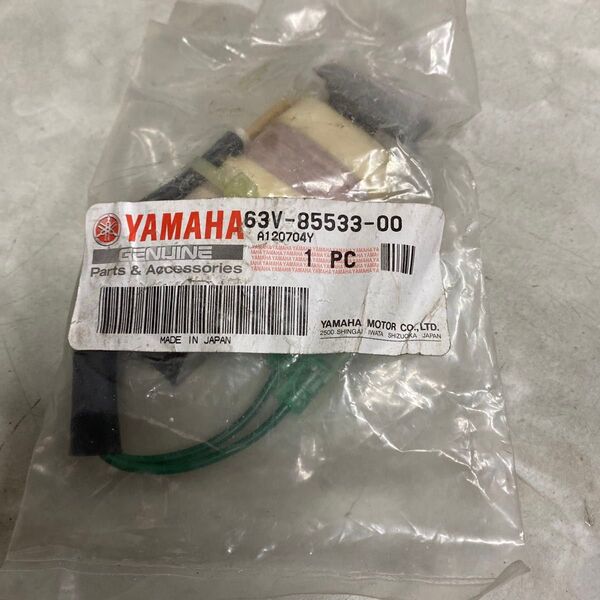 YAMAHA 63V-85533-00
GENUINE A120704Y
Parts & Accessories 1 PC
MADE IN JAPAN
YAMAHA MOTOR CO., LTD.
2500 SHINGAI IWATA SHIZUOKA JAPAN